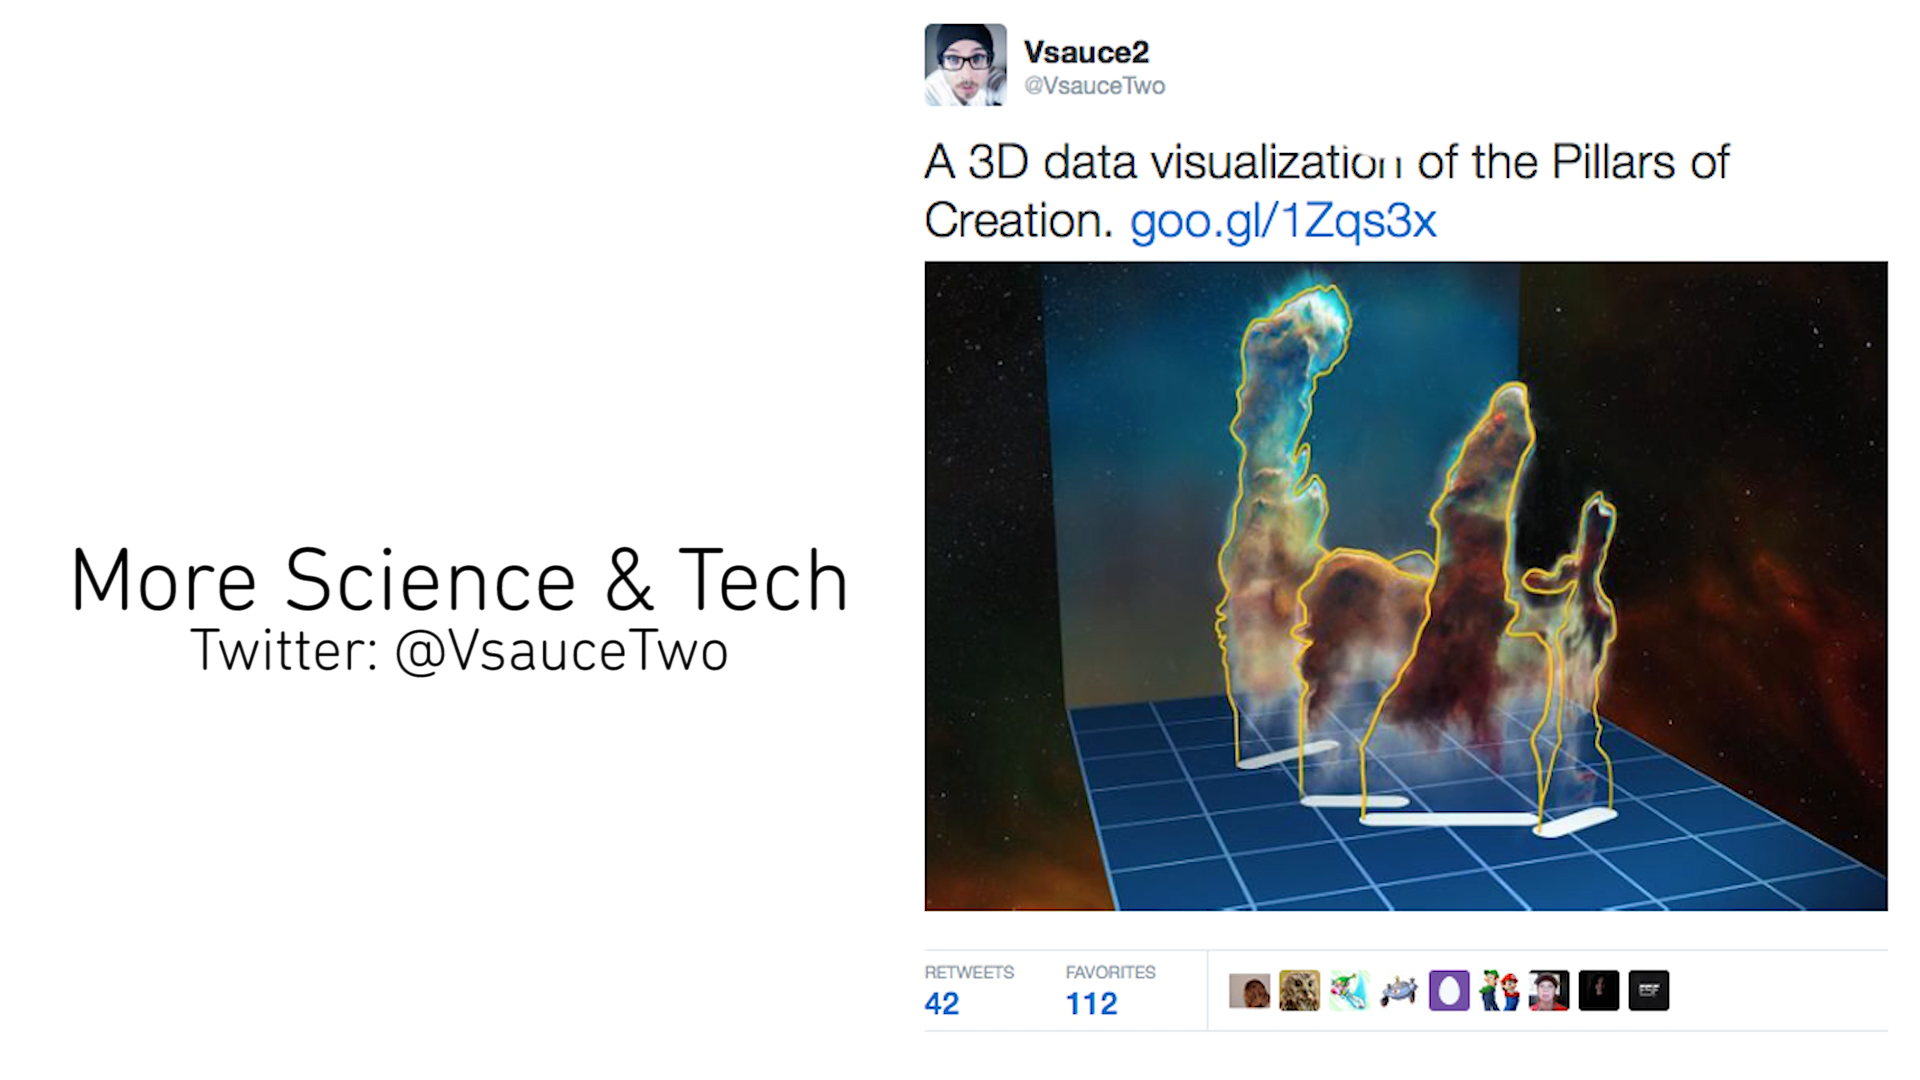 More Science & Tech
Twitter: @VsauceTwo
Vsauce2
@VsauceTwo
A 3D data visualization of the Pillars of
Creation. goo.gl/1Zqs3x
RETWEETS
42
FAVORITES
112